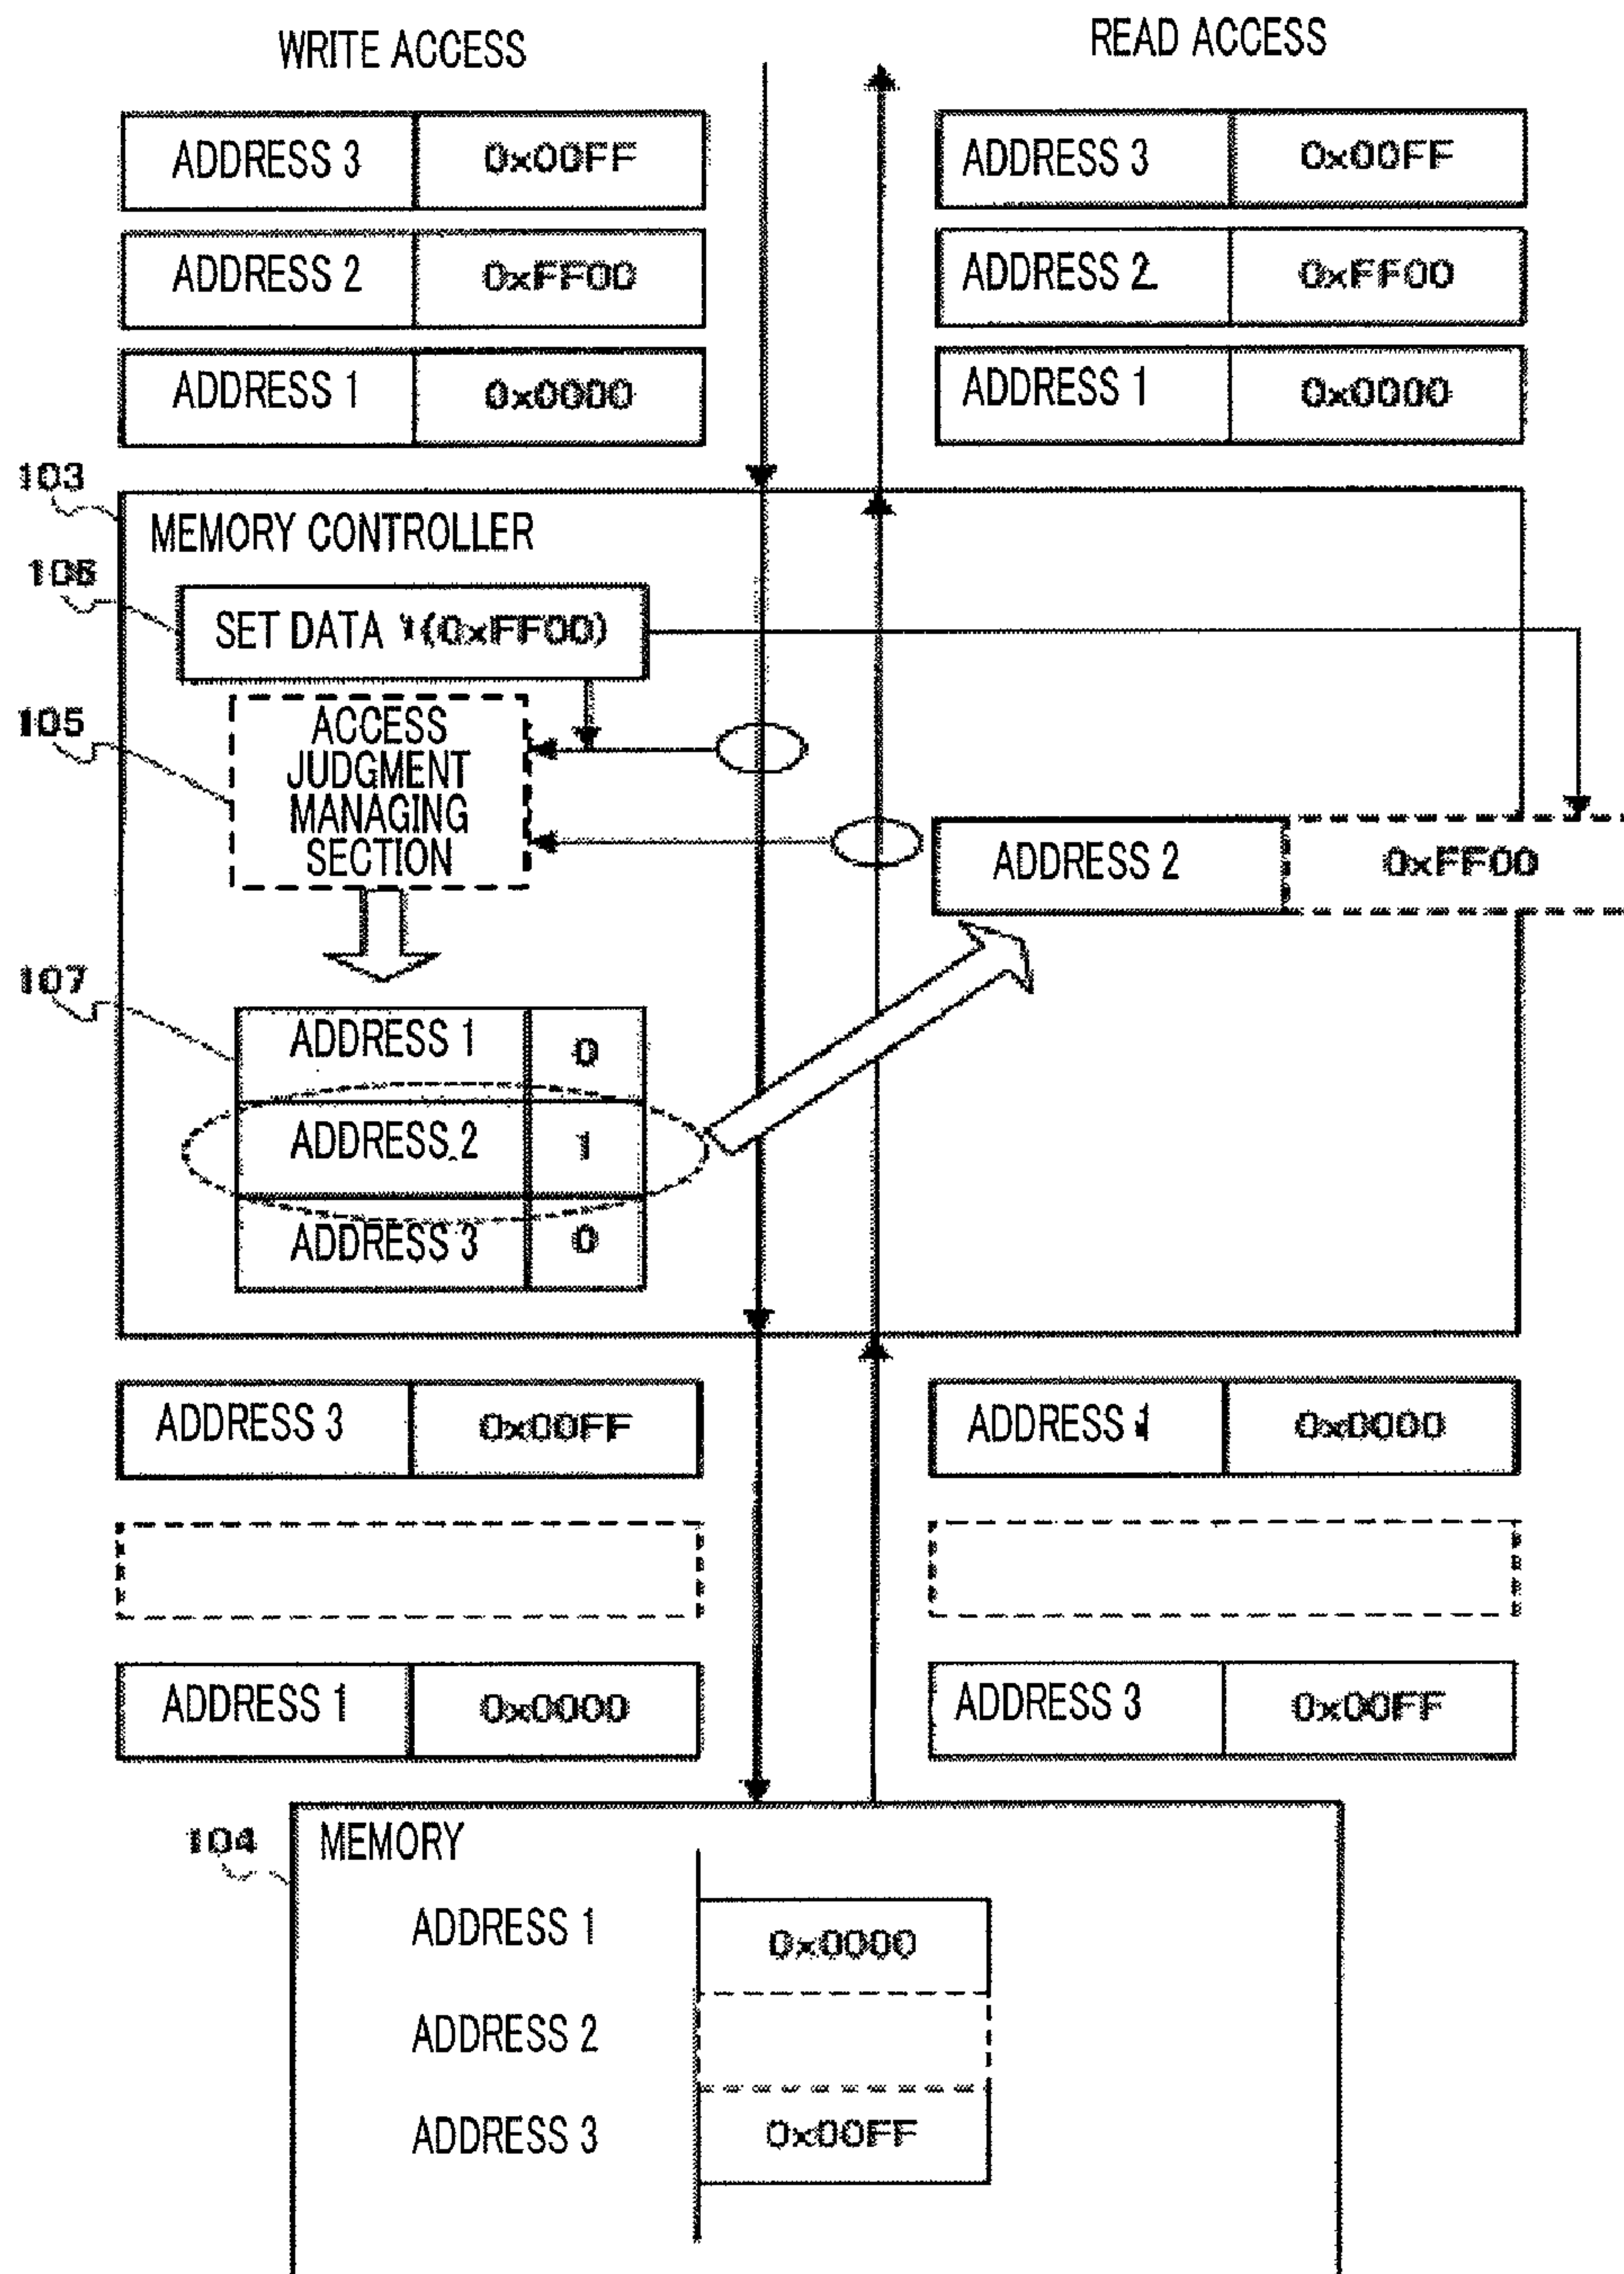 WRITE ACCESS
READ ACCESS
ADDRESS 3 0x00FF
ADDRESS 3 0x00FF
ADDRESS 2 0xFF00
ADDRESS 2. 0xFF00
ADDRESS 1 0x0000
ADDRESS 1 0x0000
103
MEMORY CONTROLLER
106
SET DATA 1(0xFF00)
105
ACCESS
JUDGMENT
MANAGING
SECTION
ADDRESS 2 0xFF00
107
ADDRESS 1 0
ADDRESS 2 1
ADDRESS 3 0
ADDRESS 3 0x00FF
ADDRESS 1 0x0000
ADDRESS 1 0x0000
ADDRESS 3 0x00FF
104
MEMORY
ADDRESS 1 0x0000
ADDRESS 2
ADDRESS 3 0x00FF